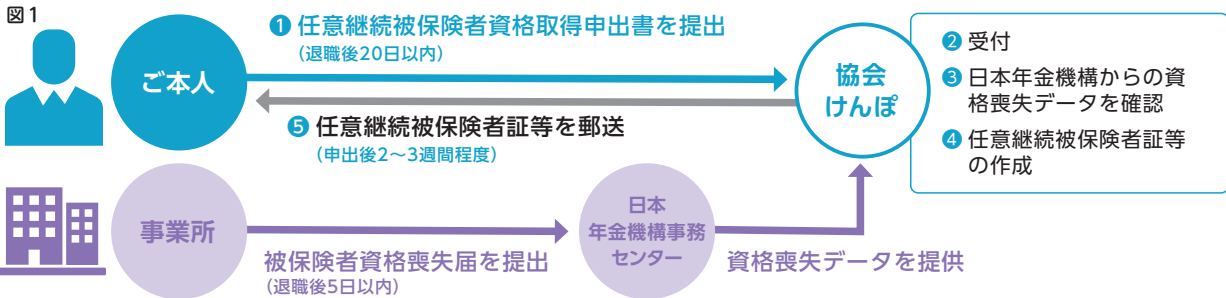 図1
❶ 任意継続被保険者資格取得申出書を提出
(退職後20日以内)
ご本人
協会
けんぽ
❷ 受付
❸ 日本年金機構からの資
格喪失データを確認
❹ 任意継続被保険者証等
の作成
❺ 任意継続被保険者証等を郵送
(申出後2〜3週間程度)
事業所
被保険者資格喪失届を提出
(退職後5日以内)
日本
年金機構事務
センター
資格喪失データを提供